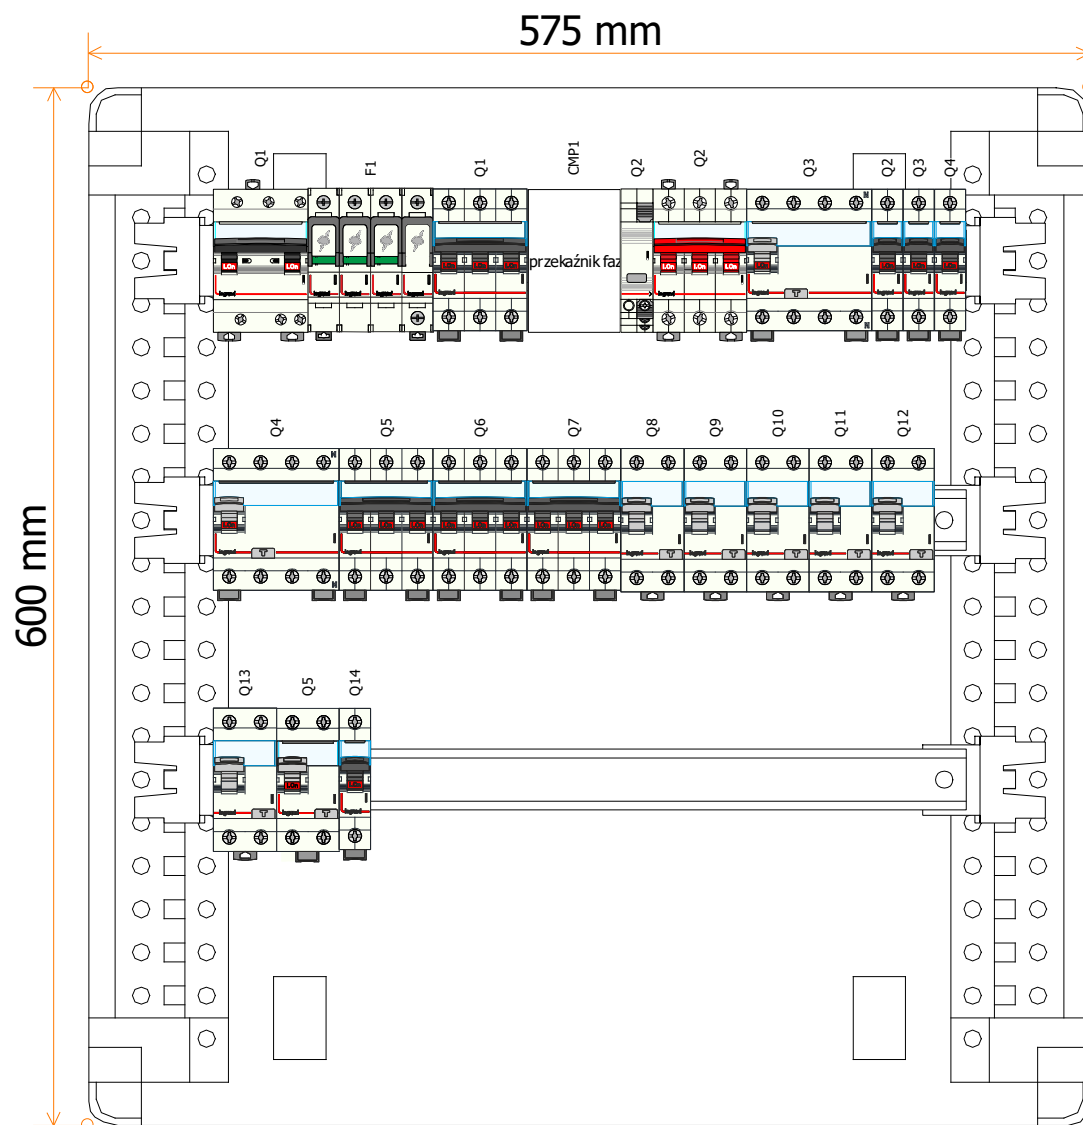 575 mm
600 mm
Q1 F1 Q1 CMP1 Q2 Q2 Q3 Q2 Q3 Q4
przekaźnik faz
Q4 Q5 Q6 Q7 Q8 Q9 Q10 Q11 Q12
Q13 Q5 Q14